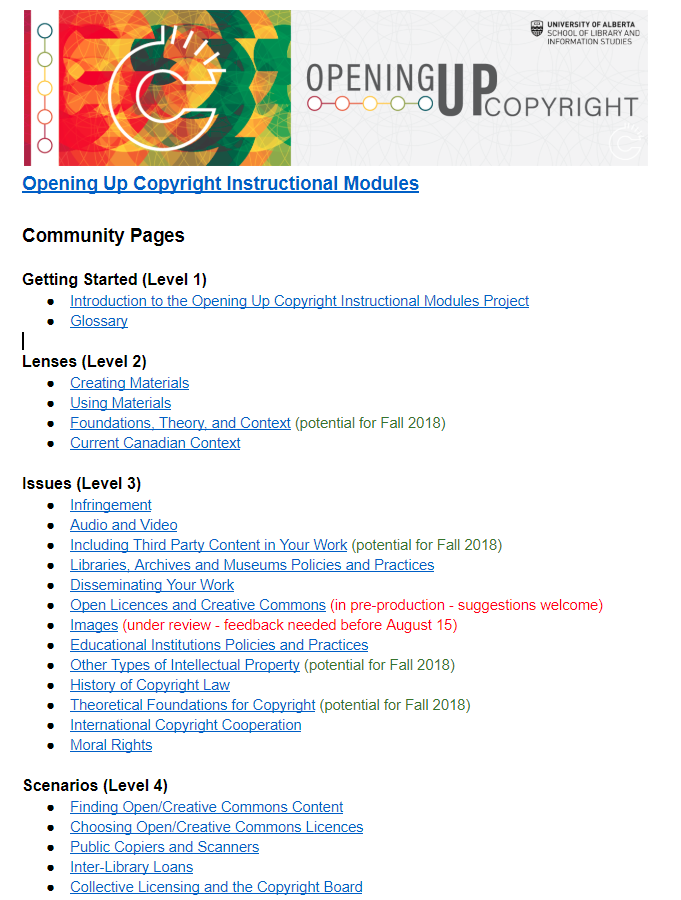 UNIVERSITY OF ALBERTA
SCHOOL OF LIBRARY AND
INFORMATION STUDIES
OPENING UP COPYRIGHT
Opening Up Copyright Instructional Modules
Community Pages
Getting Started (Level 1)
● Introduction to the Opening Up Copyright Instructional Modules Project
● Glossary
Lenses (Level 2)
● Creating Materials
● Using Materials
● Foundations, Theory, and Context (potential for Fall 2018)
● Current Canadian Context
Issues (Level 3)
● Infringement
● Audio and Video
● Including Third Party Content in Your Work (potential for Fall 2018)
● Libraries, Archives and Museums Policies and Practices
● Disseminating Your Work
● Open Licences and Creative Commons (in pre-production - suggestions welcome)
● Images (under review - feedback needed before August 15)
● Educational Institutions Policies and Practices
● Other Types of Intellectual Property (potential for Fall 2018)
● History of Copyright Law
● Theoretical Foundations for Copyright (potential for Fall 2018)
● International Copyright Cooperation
● Moral Rights
Scenarios (Level 4)
● Finding Open/Creative Commons Content
● Choosing Open/Creative Commons Licences
● Public Copiers and Scanners
● Inter-Library Loans
● Collective Licensing and the Copyright Board